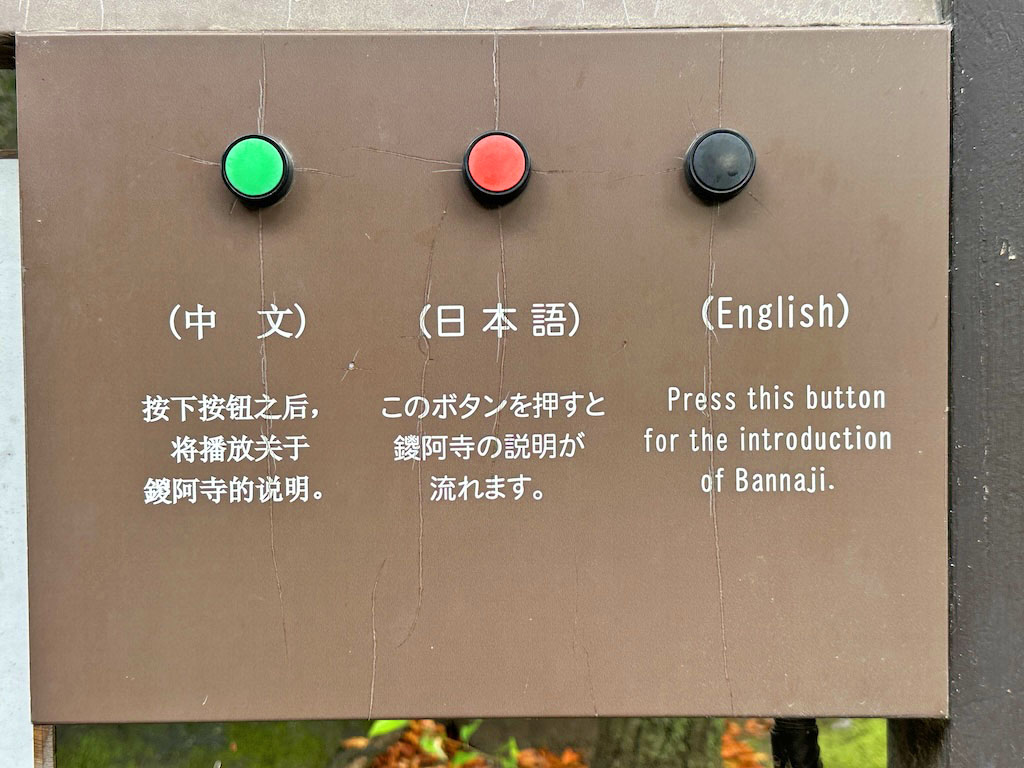 (中　文)
按下按钮之后，
将播放关于
鑁阿寺的说明。
(日本語)
このボタンを押すと
鑁阿寺の説明が
流れます。
(English)
Press this button
for the introduction
of Bannaji.